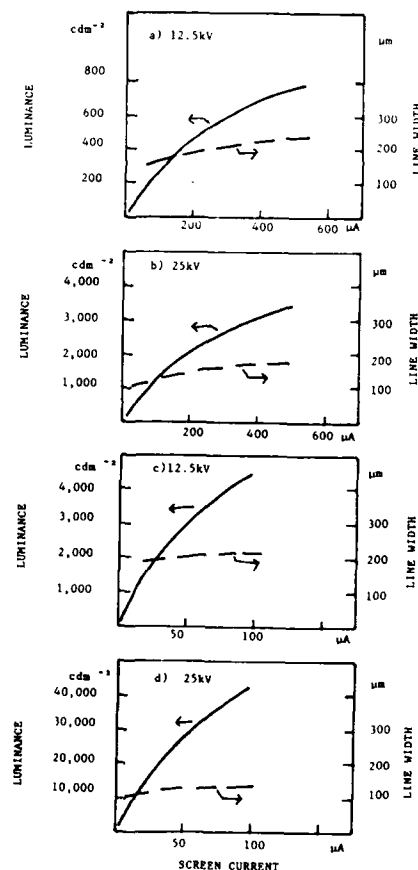 cdm⁻²
a) 12.5kV
µm
800
600
400
200
LUMINANCE
300
200
100
LINE WIDTH
200
400
600
µA
cdm⁻²
b) 25kV
µm
4,000
3,000
2,000
1,000
LUMINANCE
300
200
100
LINE WIDTH
200
400
600
µA
cdm⁻²
c)12.5kV
µm
4,000
3,000
2,000
1,000
LUMINANCE
300
200
100
LINE WIDTH
50
100
µA
cdm⁻²
d) 25kV
µm
40,000
30,000
20,000
10,000
LUMINANCE
300
200
100
LINE WIDTH
50
100
µA
SCREEN CURRENT